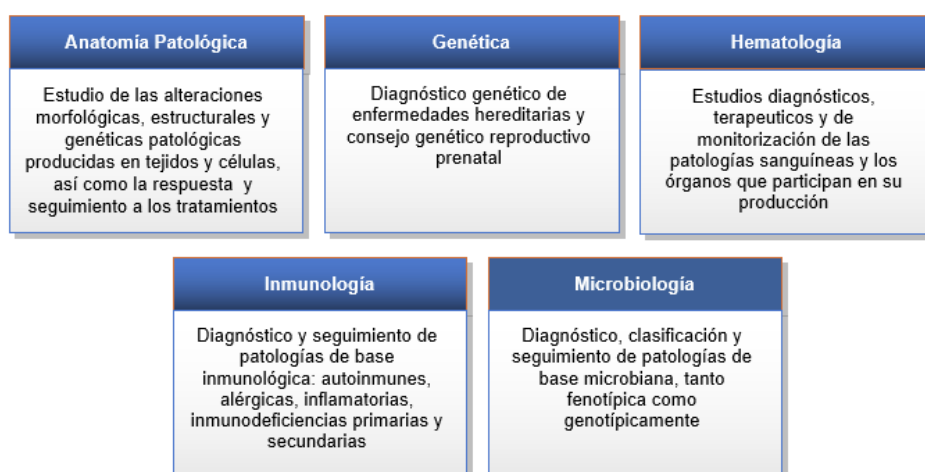 Anatomía Patológica
Estudio de las alteraciones
morfológicas, estructurales y
genéticas patológicas
producidas en tejidos y células,
así como la respuesta y
seguimiento a los tratamientos
Genética
Diagnóstico genético de
enfermedades hereditarias y
consejo genético reproductivo
prenatal
Hematología
Estudios diagnósticos,
terapeuticos y de
monitorización de las
patologías sanguíneas y los
órganos que participan en su
producción
Inmunología
Diagnóstico y seguimiento de
patologías de base
inmunológica: autoinmunes,
alérgicas, inflamatorias,
inmunodeficiencias primarias y
secundarias
Microbiología
Diagnóstico, clasificación y
seguimiento de patologías de
base microbiana, tanto
fenotípica como
genotípicamente